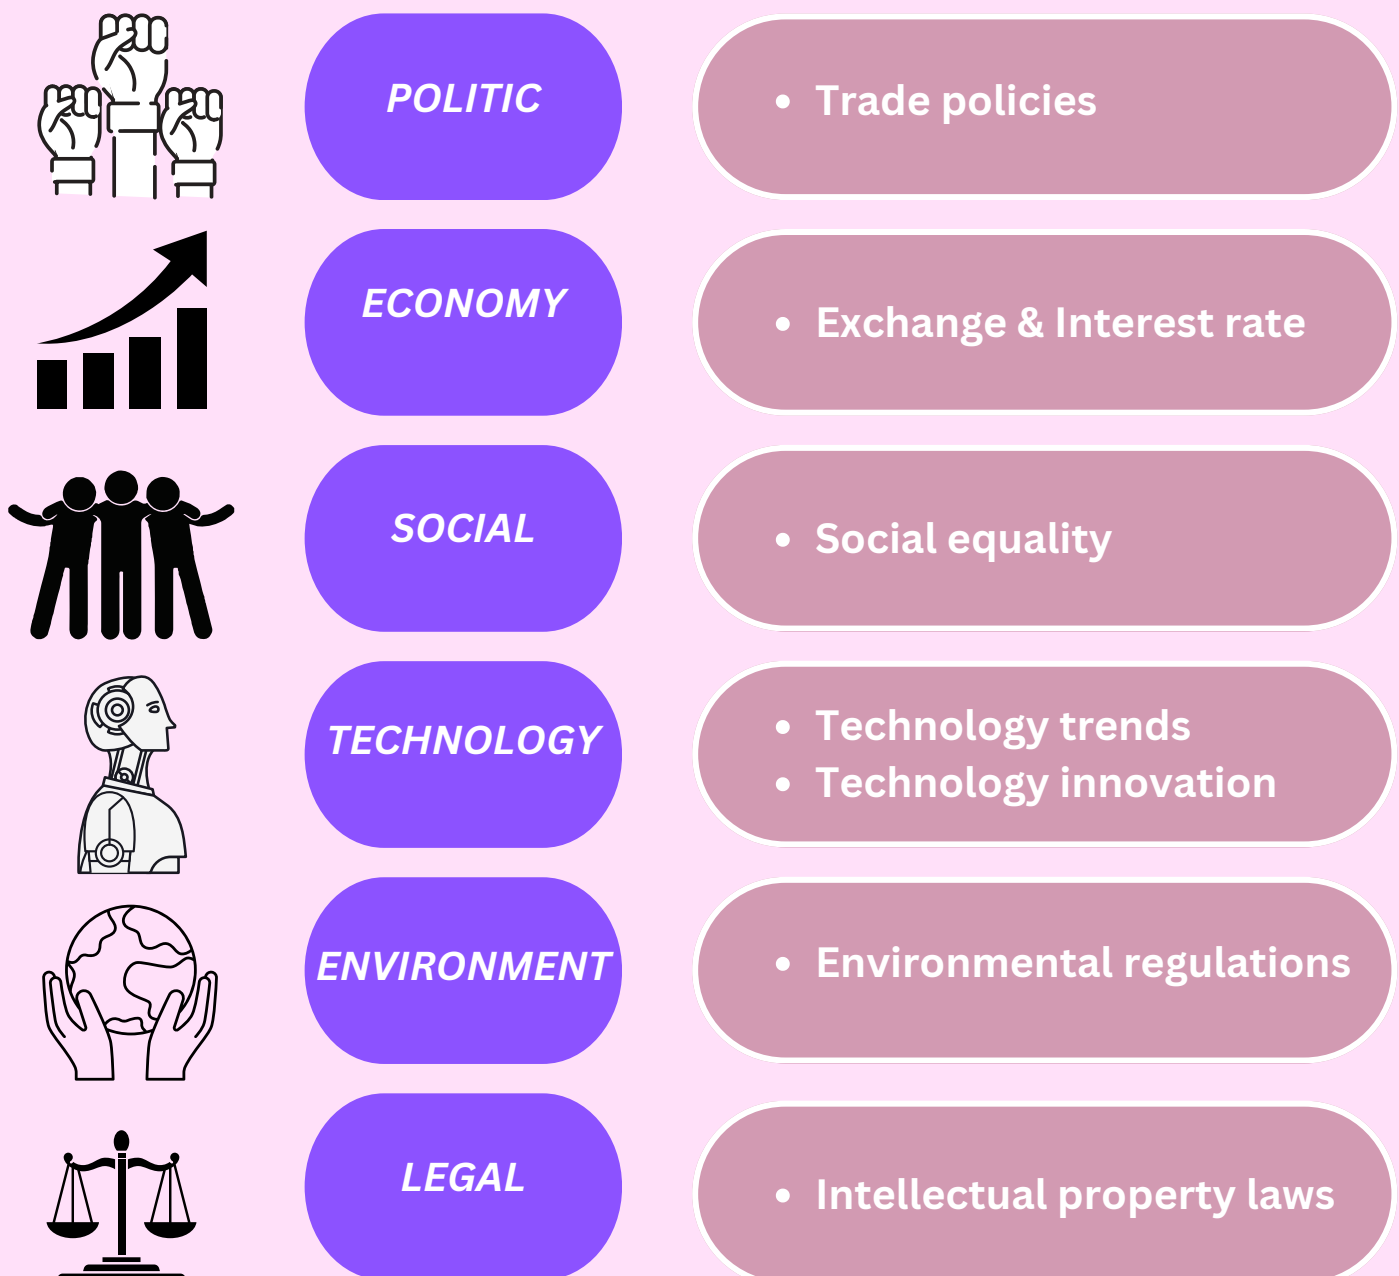 POLITIC
• Trade policies
ECONOMY
• Exchange & Interest rate
SOCIAL
• Social equality
TECHNOLOGY
• Technology trends
• Technology innovation
ENVIRONMENT
• Environmental regulations
LEGAL
• Intellectual property laws